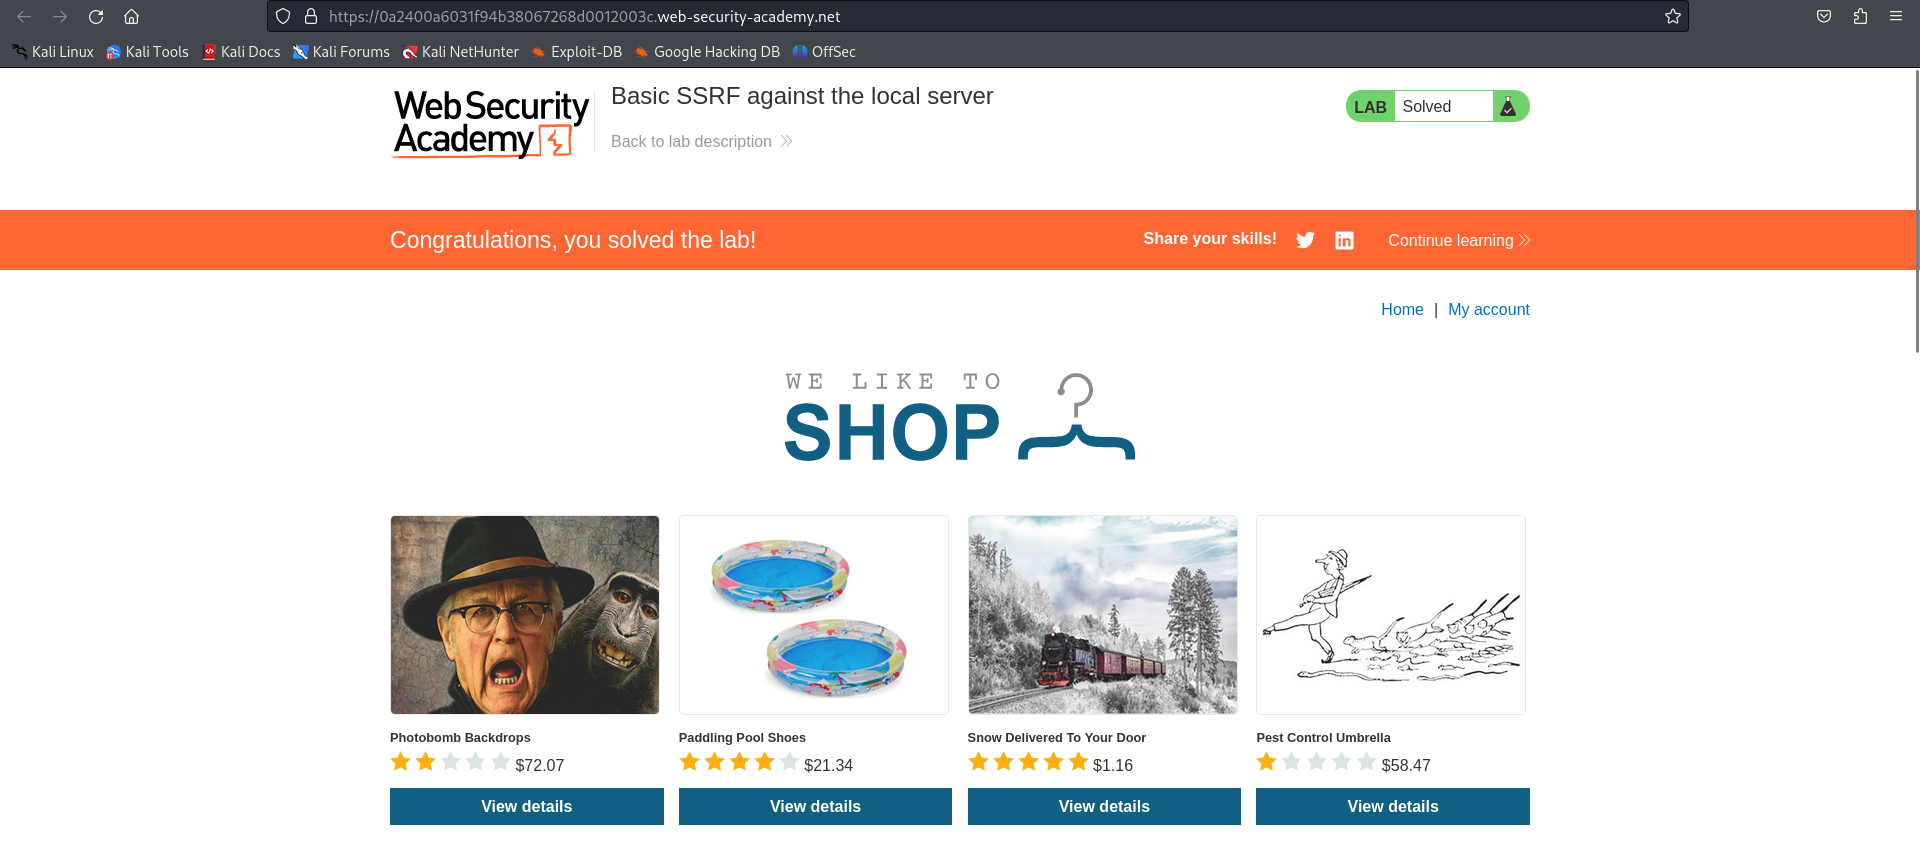 https://0a2400a6031f94b38067268d0012003c.web-security-academy.net
Kali Linux Kali Tools Kali Docs Kali Forums Kali NetHunter Exploit-DB Google Hacking DB OffSec
Web Security
Academy
Basic SSRF against the local server
Back to lab description
LAB Solved
Congratulations, you solved the lab!
Share your skills!
Continue learning
Home | My account
WE LIKE TO
SHOP
Photobomb Backdrops
$72.07
View details
Paddling Pool Shoes
$21.34
View details
Snow Delivered To Your Door
$1.16
View details
Pest Control Umbrella
$58.47
View details